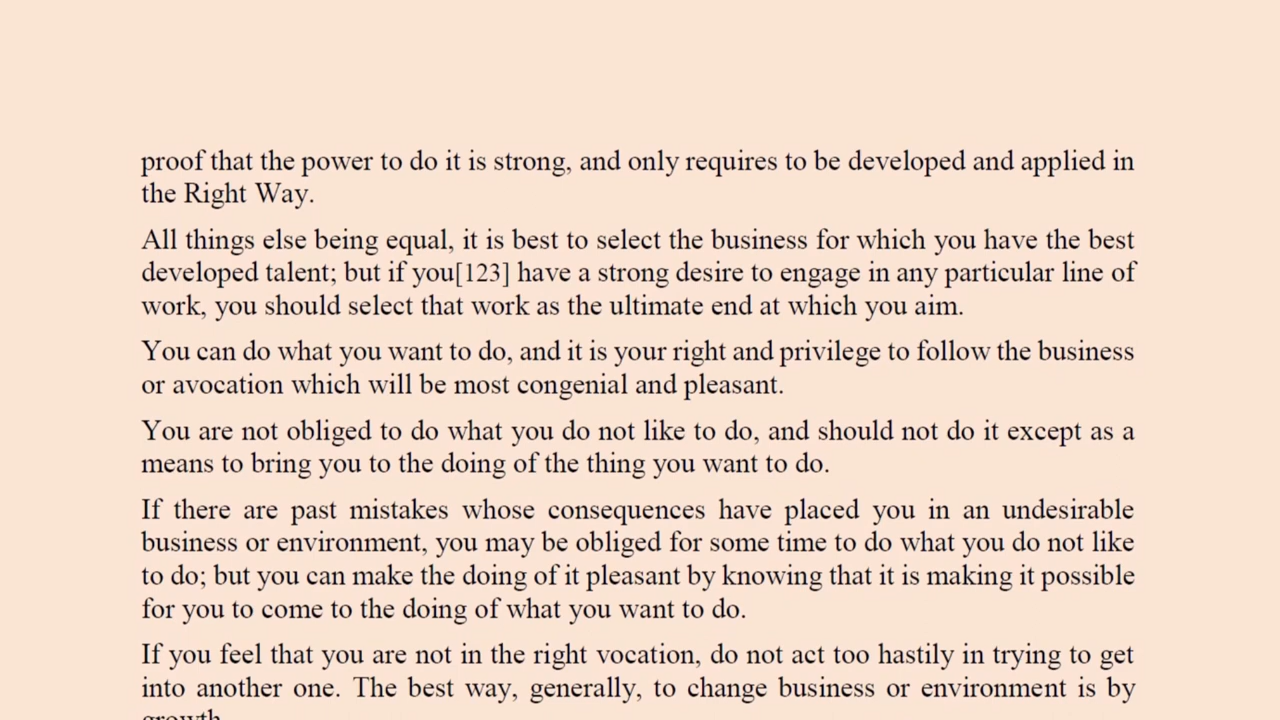 proof that the power to do it is strong, and only requires to be developed and applied in
the Right Way.
All things else being equal, it is best to select the business for which you have the best
developed talent; but if you[123] have a strong desire to engage in any particular line of
work, you should select that work as the ultimate end at which you aim.
You can do what you want to do, and it is your right and privilege to follow the business
or avocation which will be most congenial and pleasant.
You are not obliged to do what you do not like to do, and should not do it except as a
means to bring you to the doing of the thing you want to do.
If there are past mistakes whose consequences have placed you in an undesirable
business or environment, you may be obliged for some time to do what you do not like
to do; but you can make the doing of it pleasant by knowing that it is making it possible
for you to come to the doing of what you want to do.
If you feel that you are not in the right vocation, do not act too hastily in trying to get
into another one. The best way, generally, to change business or environment is by
growth.